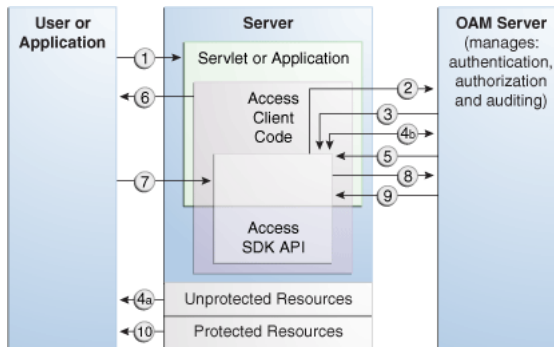 User or
Application
Server
OAM Server
(manages:
authentication,
authorization
and auditing)
Servlet or Application
Access
Client
Code
Access
SDK API
Unprotected Resources
Protected Resources
1
6
7
4a
10
2
3
4b
5
8
9